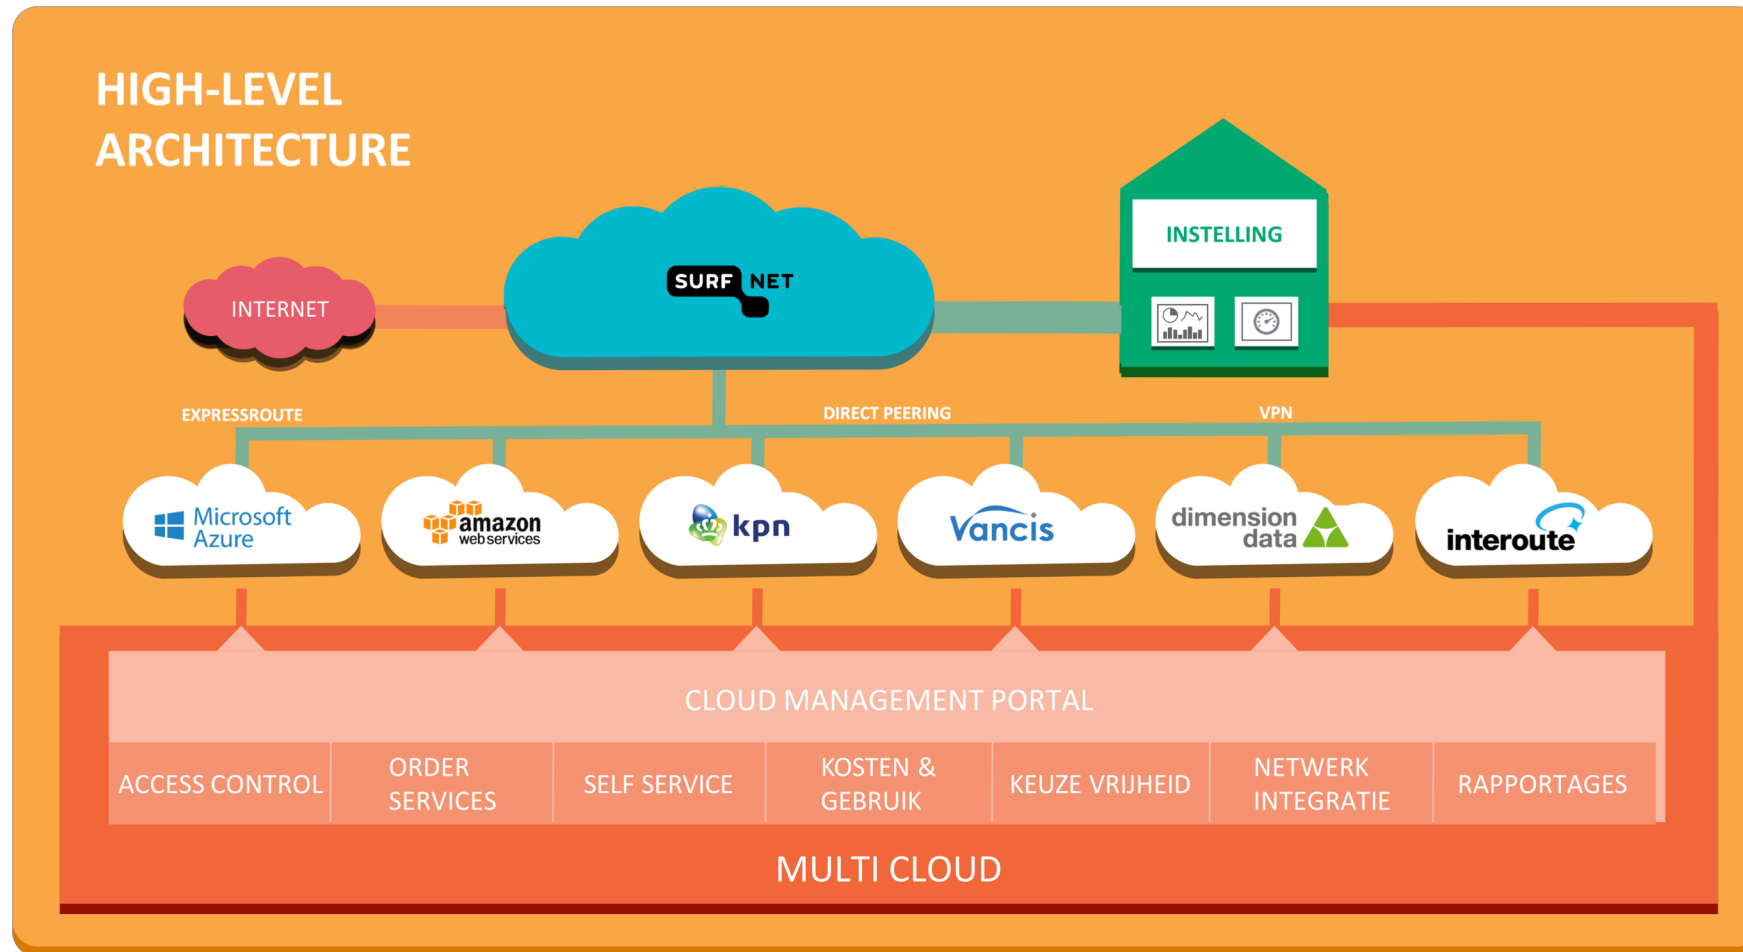 HIGH-LEVEL
ARCHITECTURE
INSTELLING
SURF NET
INTERNET
EXPRESSROUTE
DIRECT PEERING
VPN
Microsoft
Azure
amazon
web services
kpn
Vancis
dimension
data
interoute
CLOUD MANAGEMENT PORTAL
ACCESS CONTROL
ORDER
SERVICES
SELF SERVICE
KOSTEN &
GEBRUIK
KEUZE VRIJHEID
NETWERK
INTEGRATIE
RAPPORTAGES
MULTI CLOUD